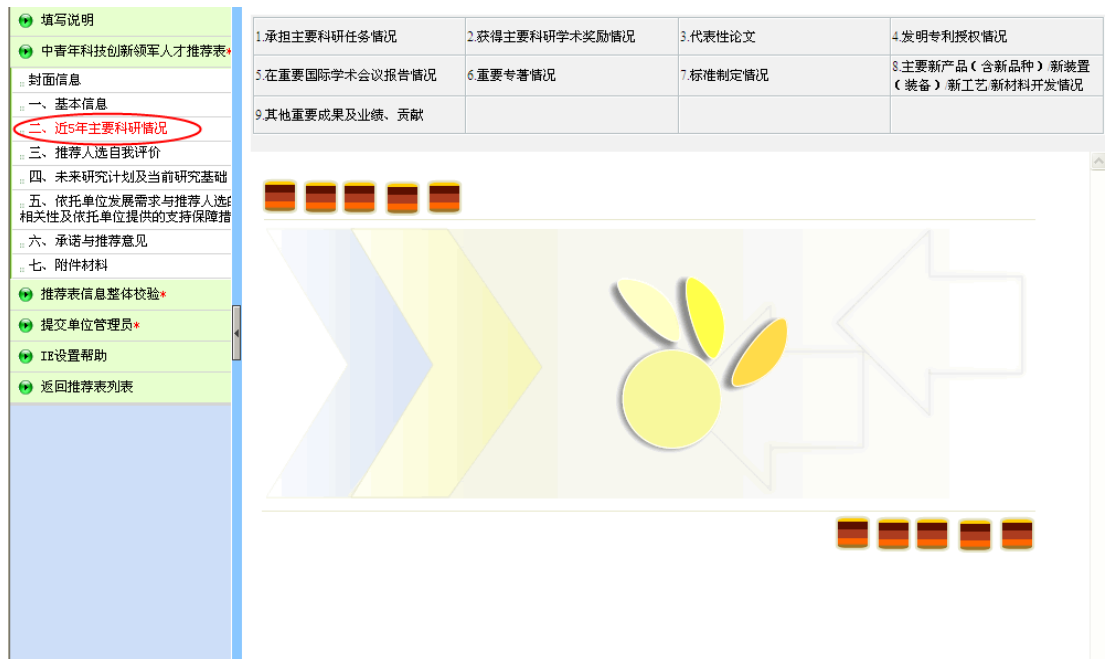 填写说明
中青年科技创新领军人才推荐表*
封面信息
一、基本信息
二、近5年主要科研情况
三、推荐人选自我评价
四、未来研究计划及当前研究基础
五、依托单位发展需求与推荐人选
相关性及依托单位提供的支持保障措
六、承诺与推荐意见
七、附件材料
推荐表信息整体校验*
提交单位管理员*
IE设置帮助
返回推荐表列表
1.承担主要科研任务情况
2.获得主要科研学术奖励情况
3.代表性论文
4.发明专利授权情况
5.在重要国际学术会议报告情况
6.重要专著情况
7.标准制定情况
8.主要新产品（含新品种）/新装置
（装备）/新工艺/新材料开发情况
9.其他重要成果及业绩、贡献